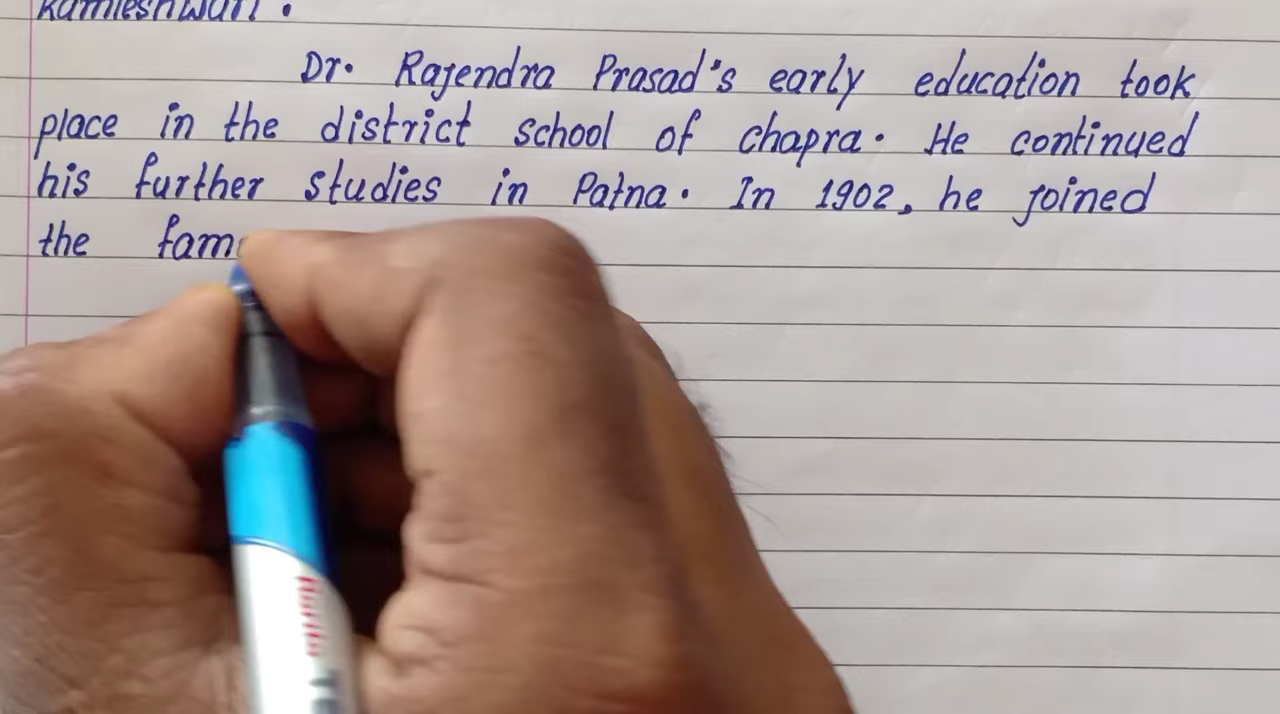 Kamleshwari.
Dr. Rajendra Prasad's early education took
place in the district school of chapra. He continued
his further studies in Patna. In 1902, he joined
the fam